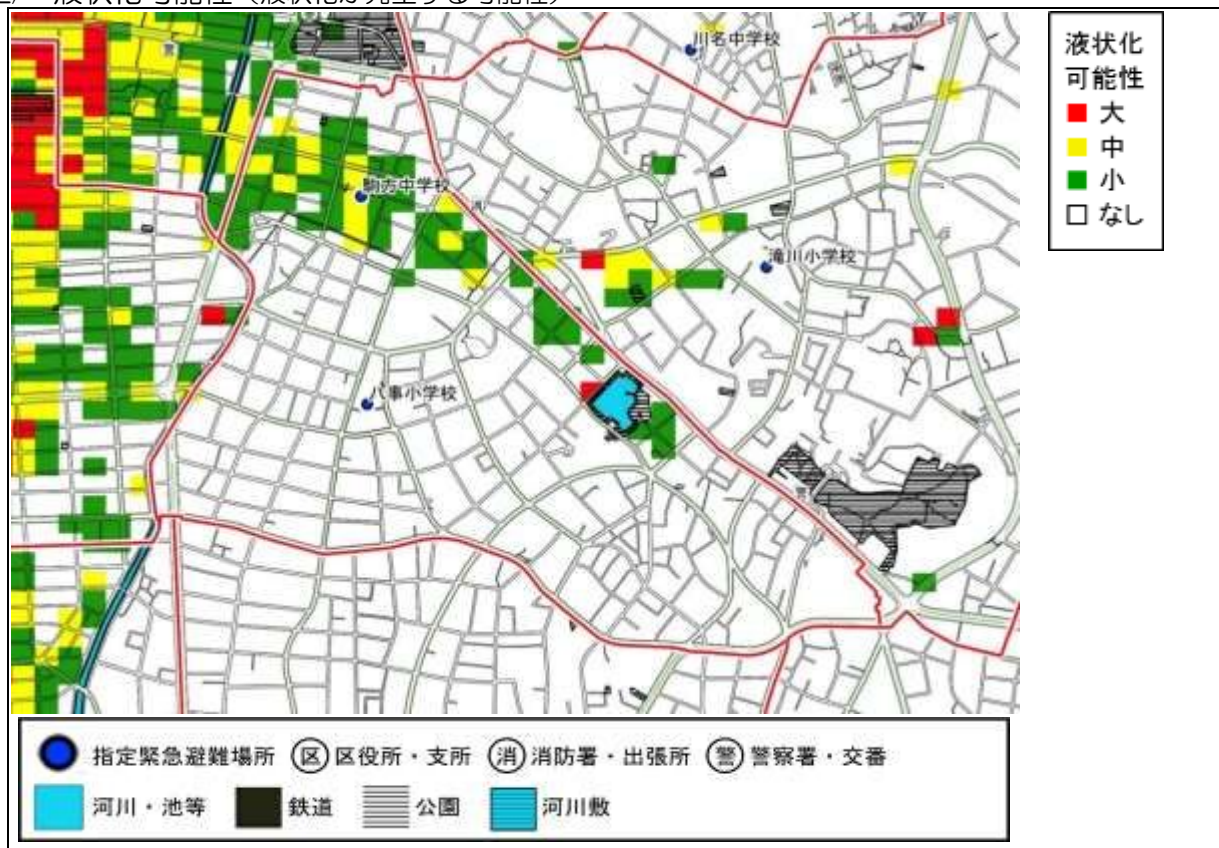 液状化可能性（液状化が発生する可能性）
液状化
可能性
大
中
小
なし
川名中学校
駒方中学校
滝川小学校
八事小学校
指定緊急避難場所 区 区役所・支所 消 消防署・出張所 警 警察署・交番
河川・池等 鉄道 公園 河川敷